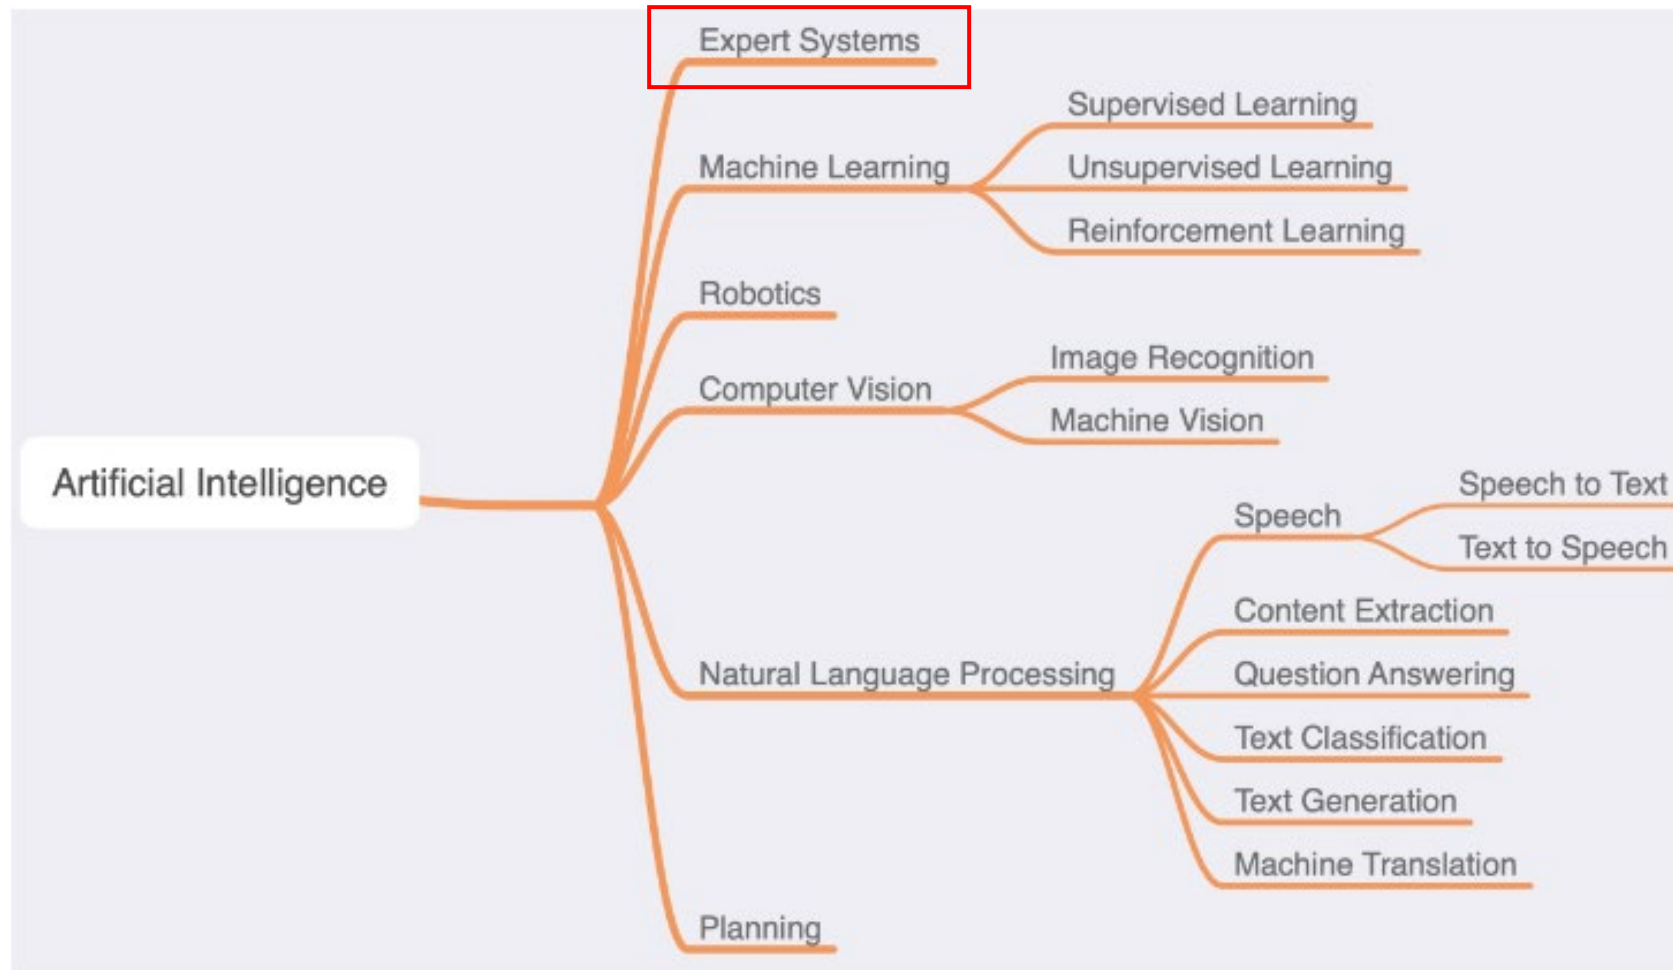 Expert Systems
Supervised Learning
Machine Learning
Unsupervised Learning
Reinforcement Learning
Robotics
Image Recognition
Computer Vision
Machine Vision
Artificial Intelligence
Speech to Text
Speech
Text to Speech
Content Extraction
Natural Language Processing
Question Answering
Text Classification
Text Generation
Machine Translation
Planning